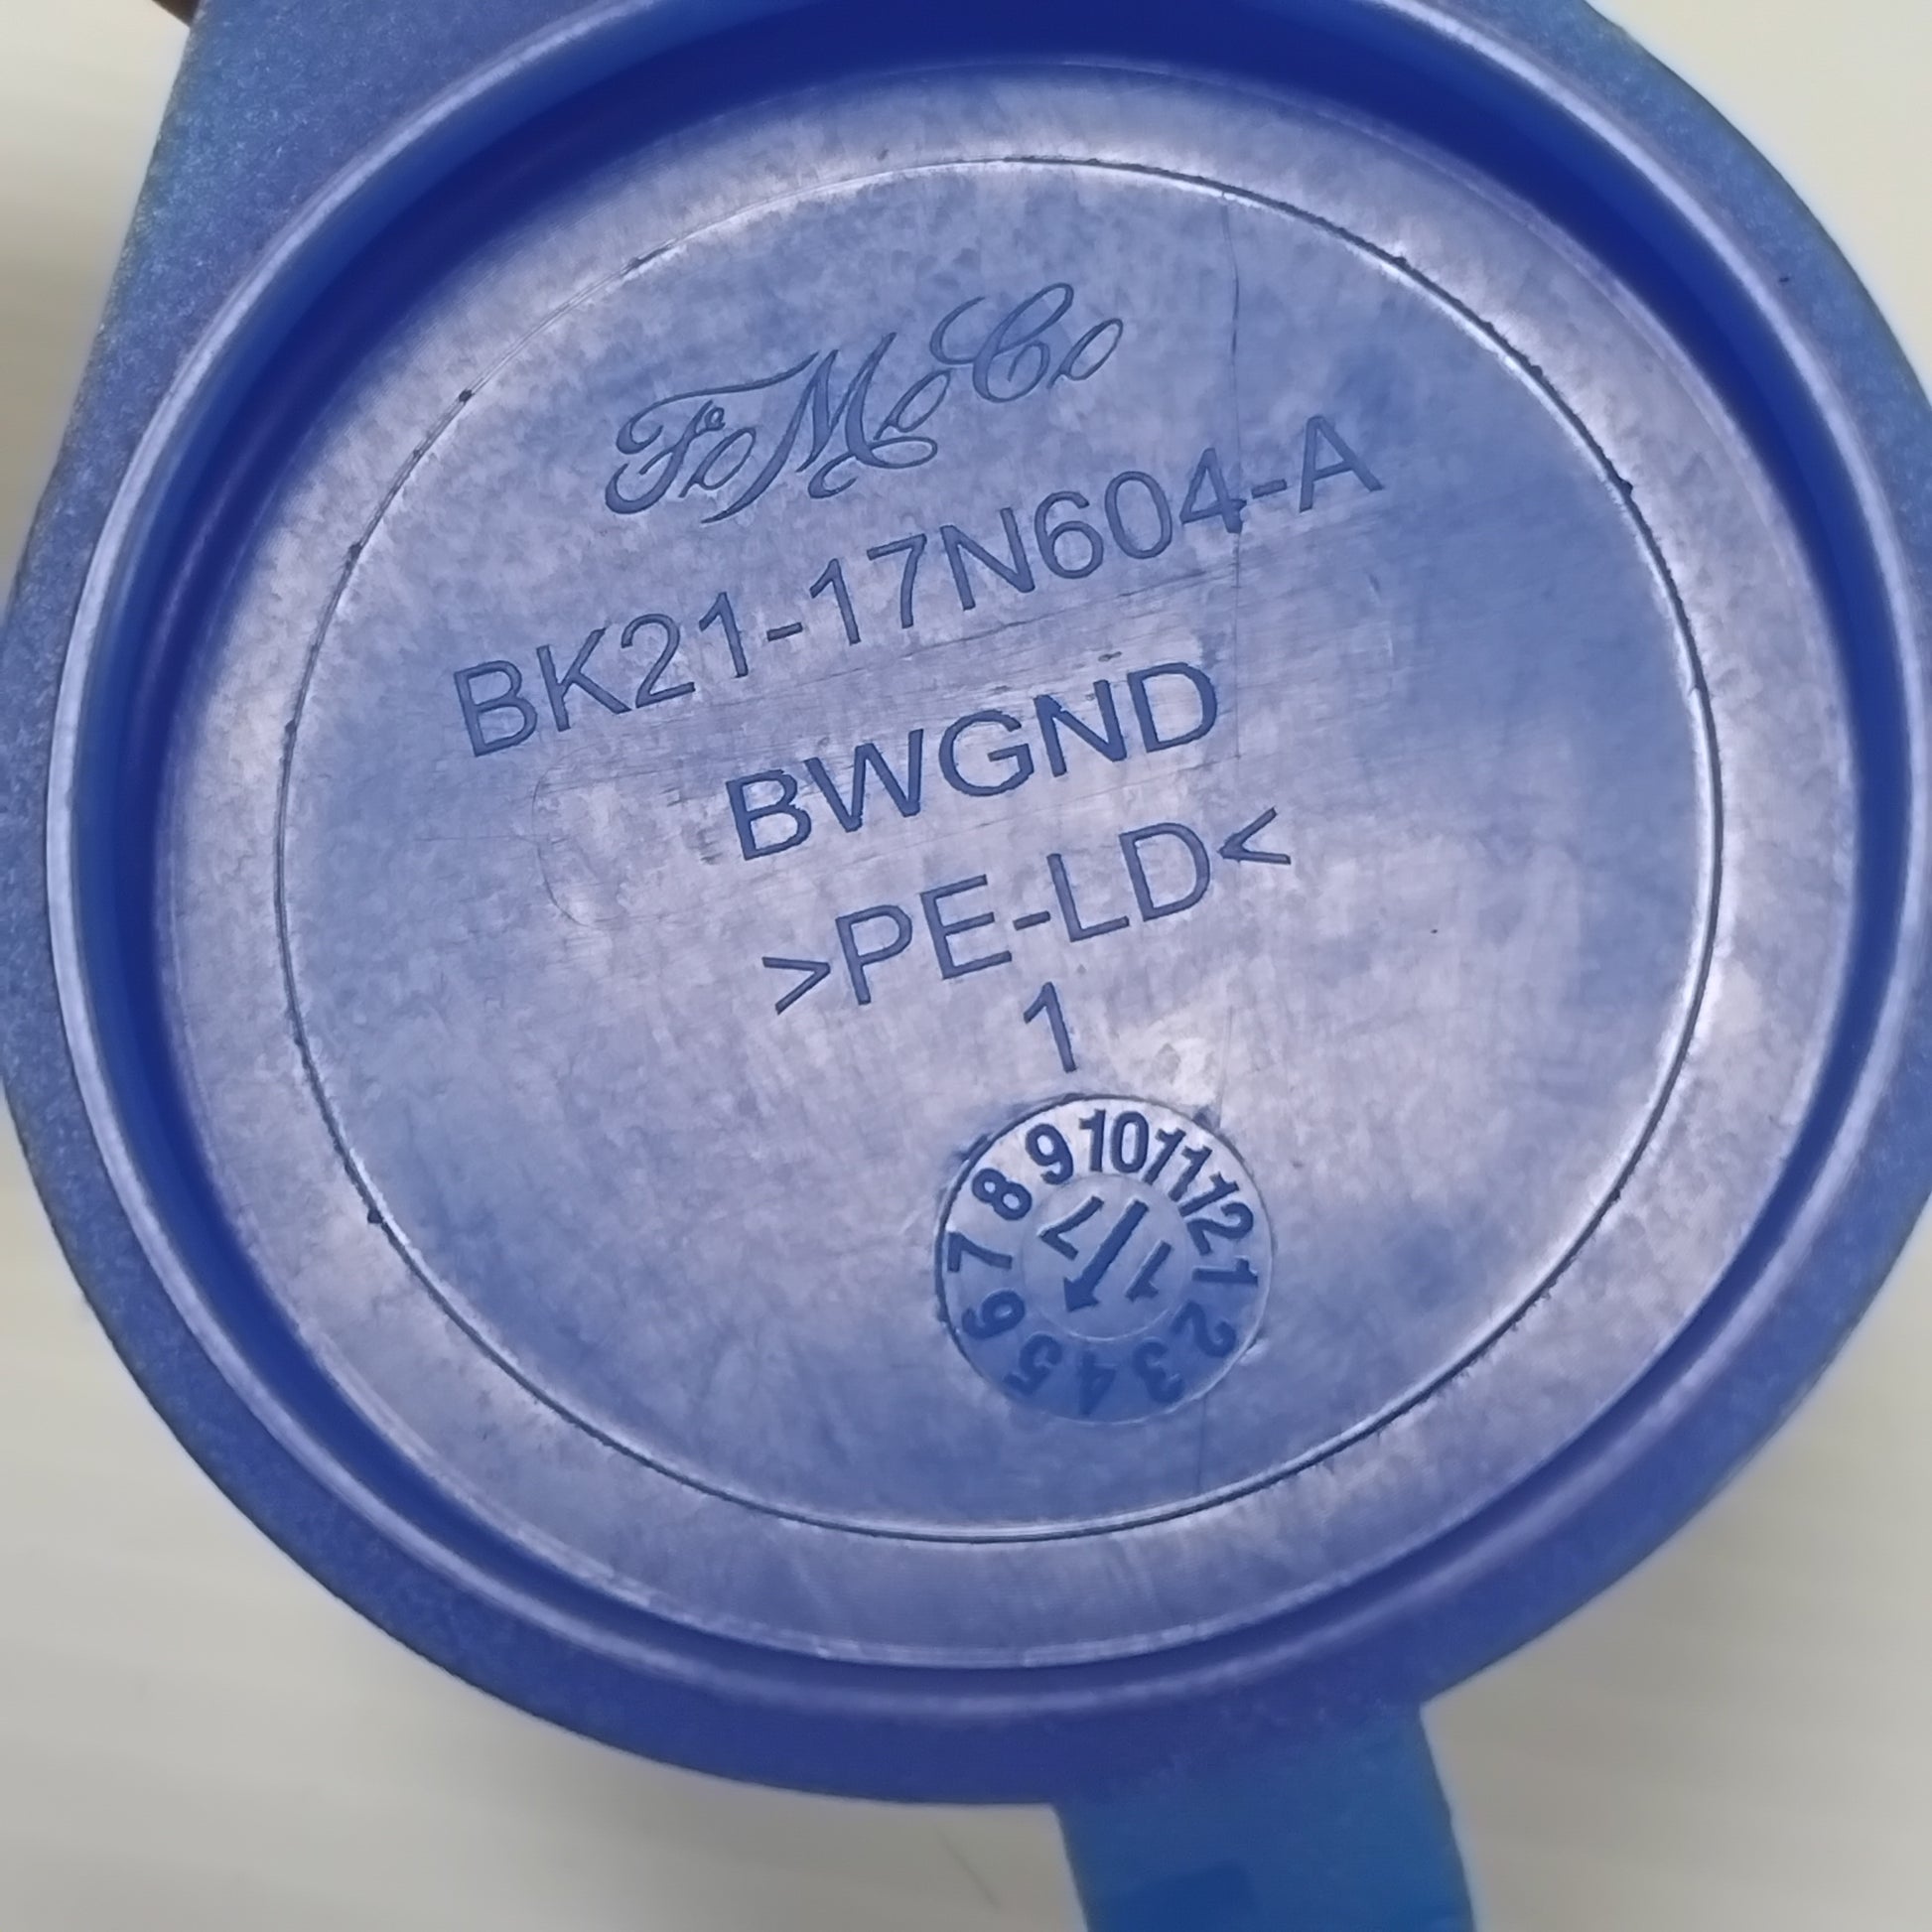 FoMoCo
BK21-17N604-A
BWGND
>PE-LD<
1
1 2 3 4 5 6 7 8 9 10 11 12
17